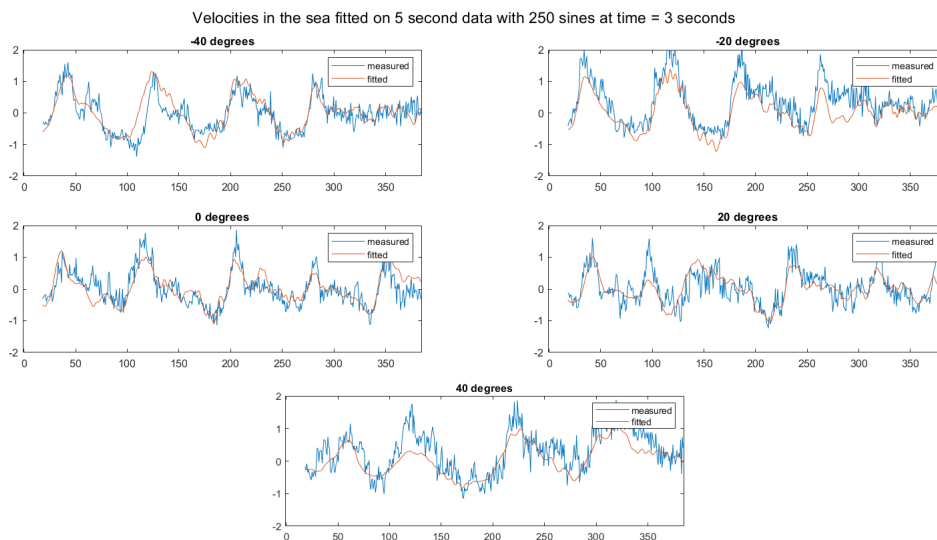 Velocities in the sea fitted on 5 second data with 250 sines at time = 3 seconds
-40 degrees
measured
fitted
2
1
0
-1
-2
0 50 100 150 200 250 300 350
-20 degrees
measured
fitted
2
1
0
-1
-2
0 50 100 150 200 250 300 350
0 degrees
measured
fitted
2
1
0
-1
-2
0 50 100 150 200 250 300 350
20 degrees
measured
fitted
2
1
0
-1
-2
0 50 100 150 200 250 300 350
40 degrees
measured
fitted
2
1
0
-1
-2
0 50 100 150 200 250 300 350